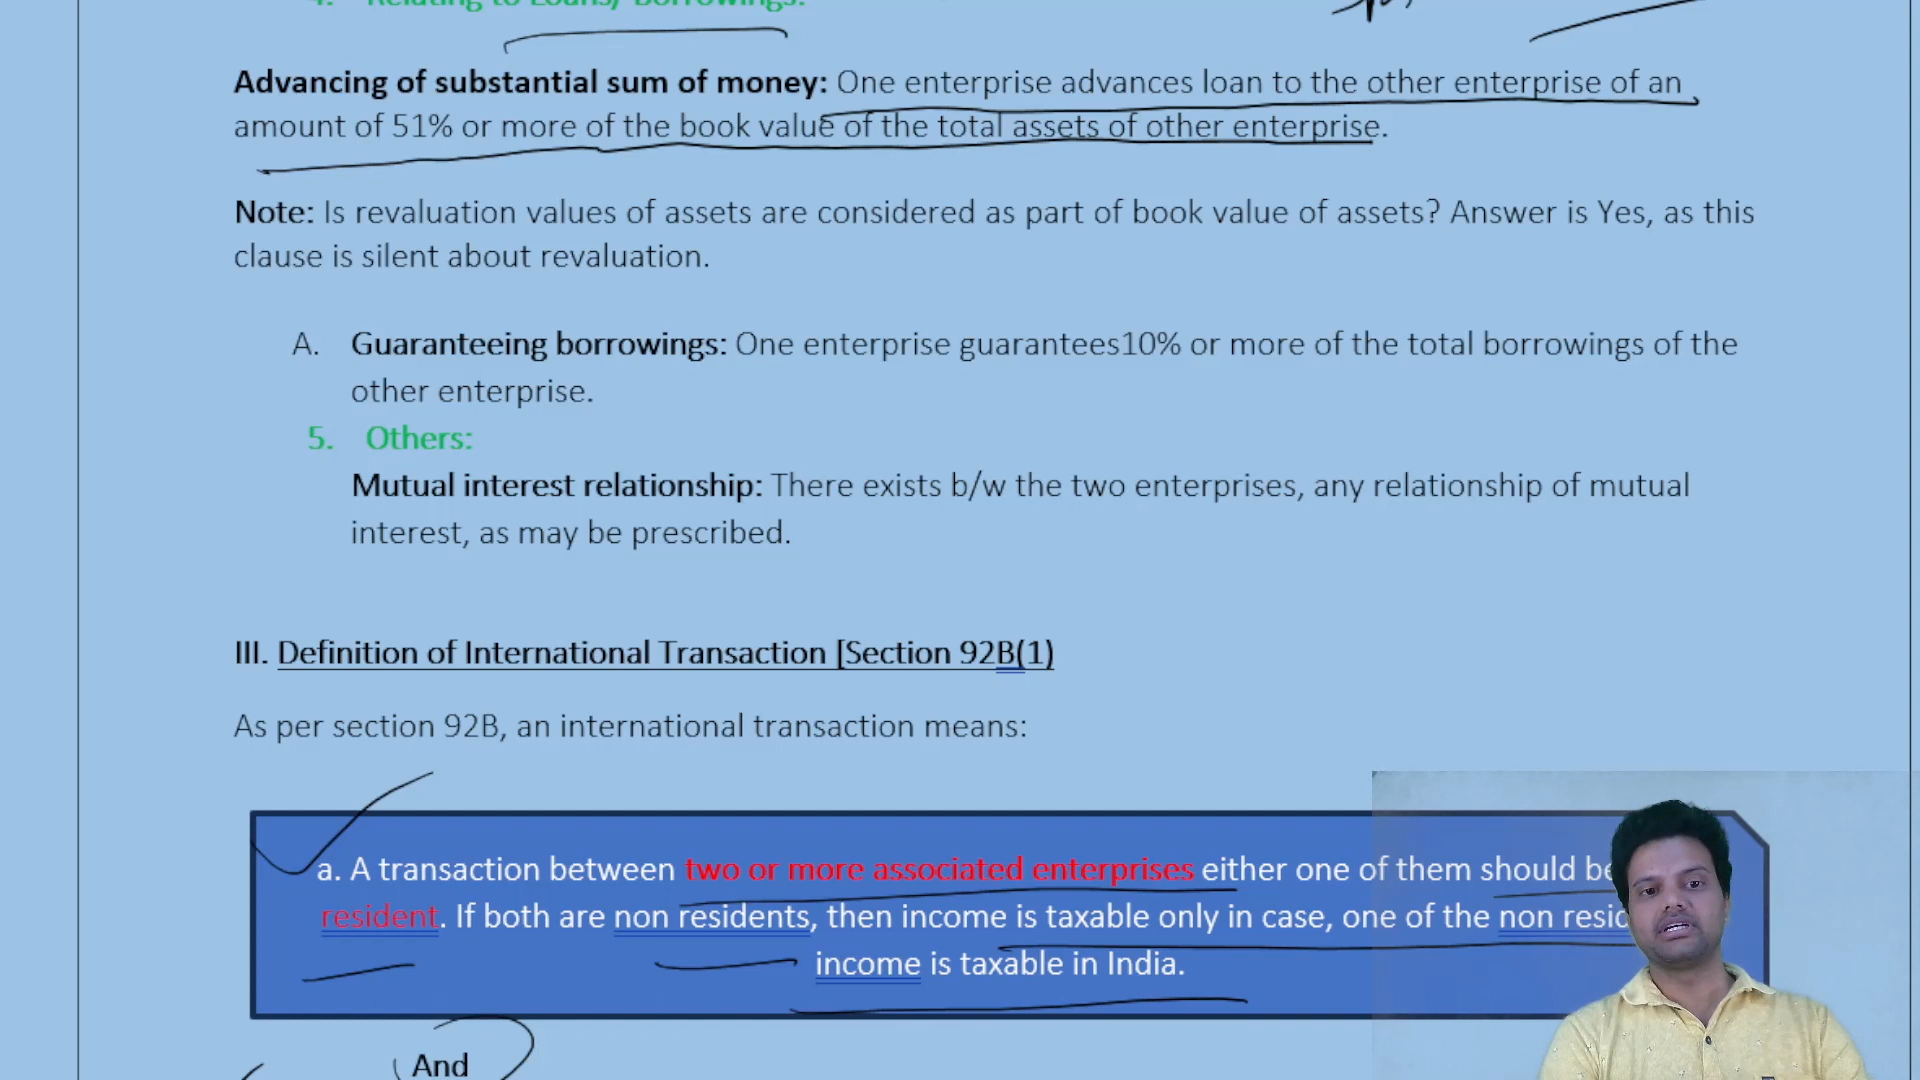 4. Relating to Loans/ Borrowings:
Advancing of substantial sum of money: One enterprise advances loan to the other enterprise of an
amount of 51% or more of the book value of the total assets of other enterprise.
Note: Is revaluation values of assets are considered as part of book value of assets? Answer is Yes, as this
clause is silent about revaluation.
A. Guaranteeing borrowings: One enterprise guarantees10% or more of the total borrowings of the
other enterprise.
5. Others:
Mutual interest relationship: There exists b/w the two enterprises, any relationship of mutual
interest, as may be prescribed.
III. Definition of International Transaction [Section 92B(1)
As per section 92B, an international transaction means:
a. A transaction between two or more associated enterprises either one of them should be
resident. If both are non residents, then income is taxable only in case, one of the non
income is taxable in India.
And